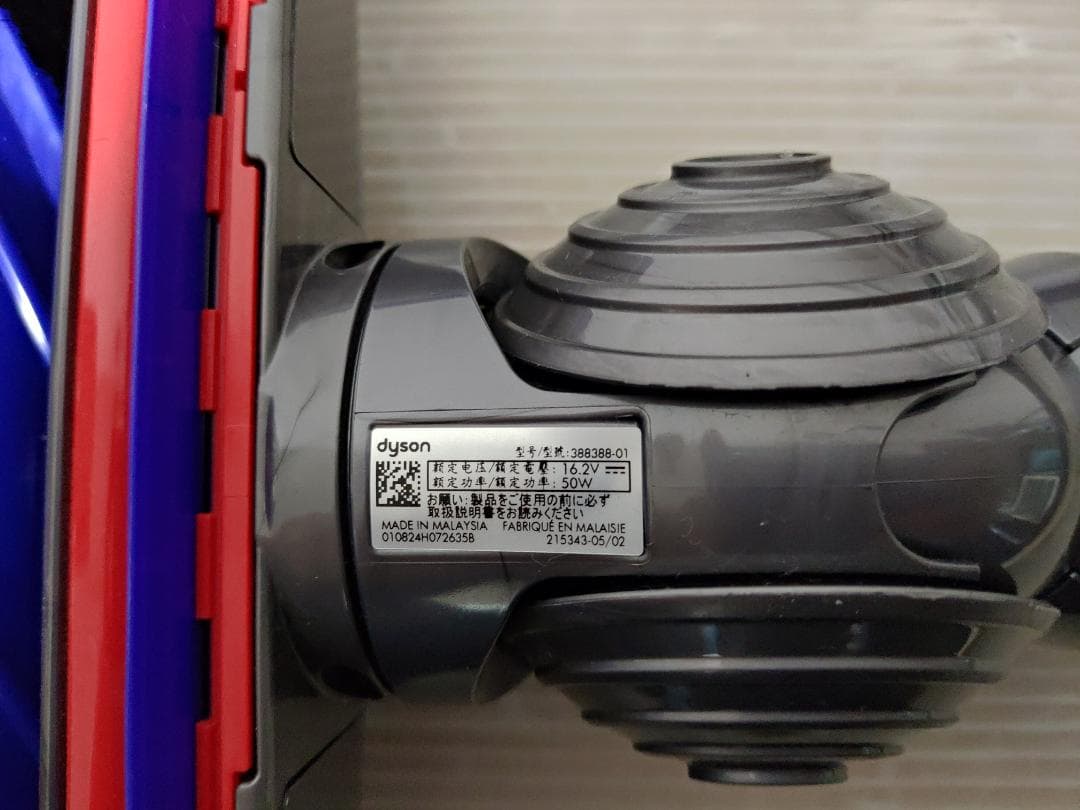 dyson
型号/型號:388388-01
额定电压/額定電壓: 16.2V⎓
额定功率/額定功率: 50W
お願い:製品をご使用の前に必ず
取扱説明書をお読みください
MADE IN MALAYSIA FABRIQUÉ EN MALAISIE
010824H072635B 215343-05/02